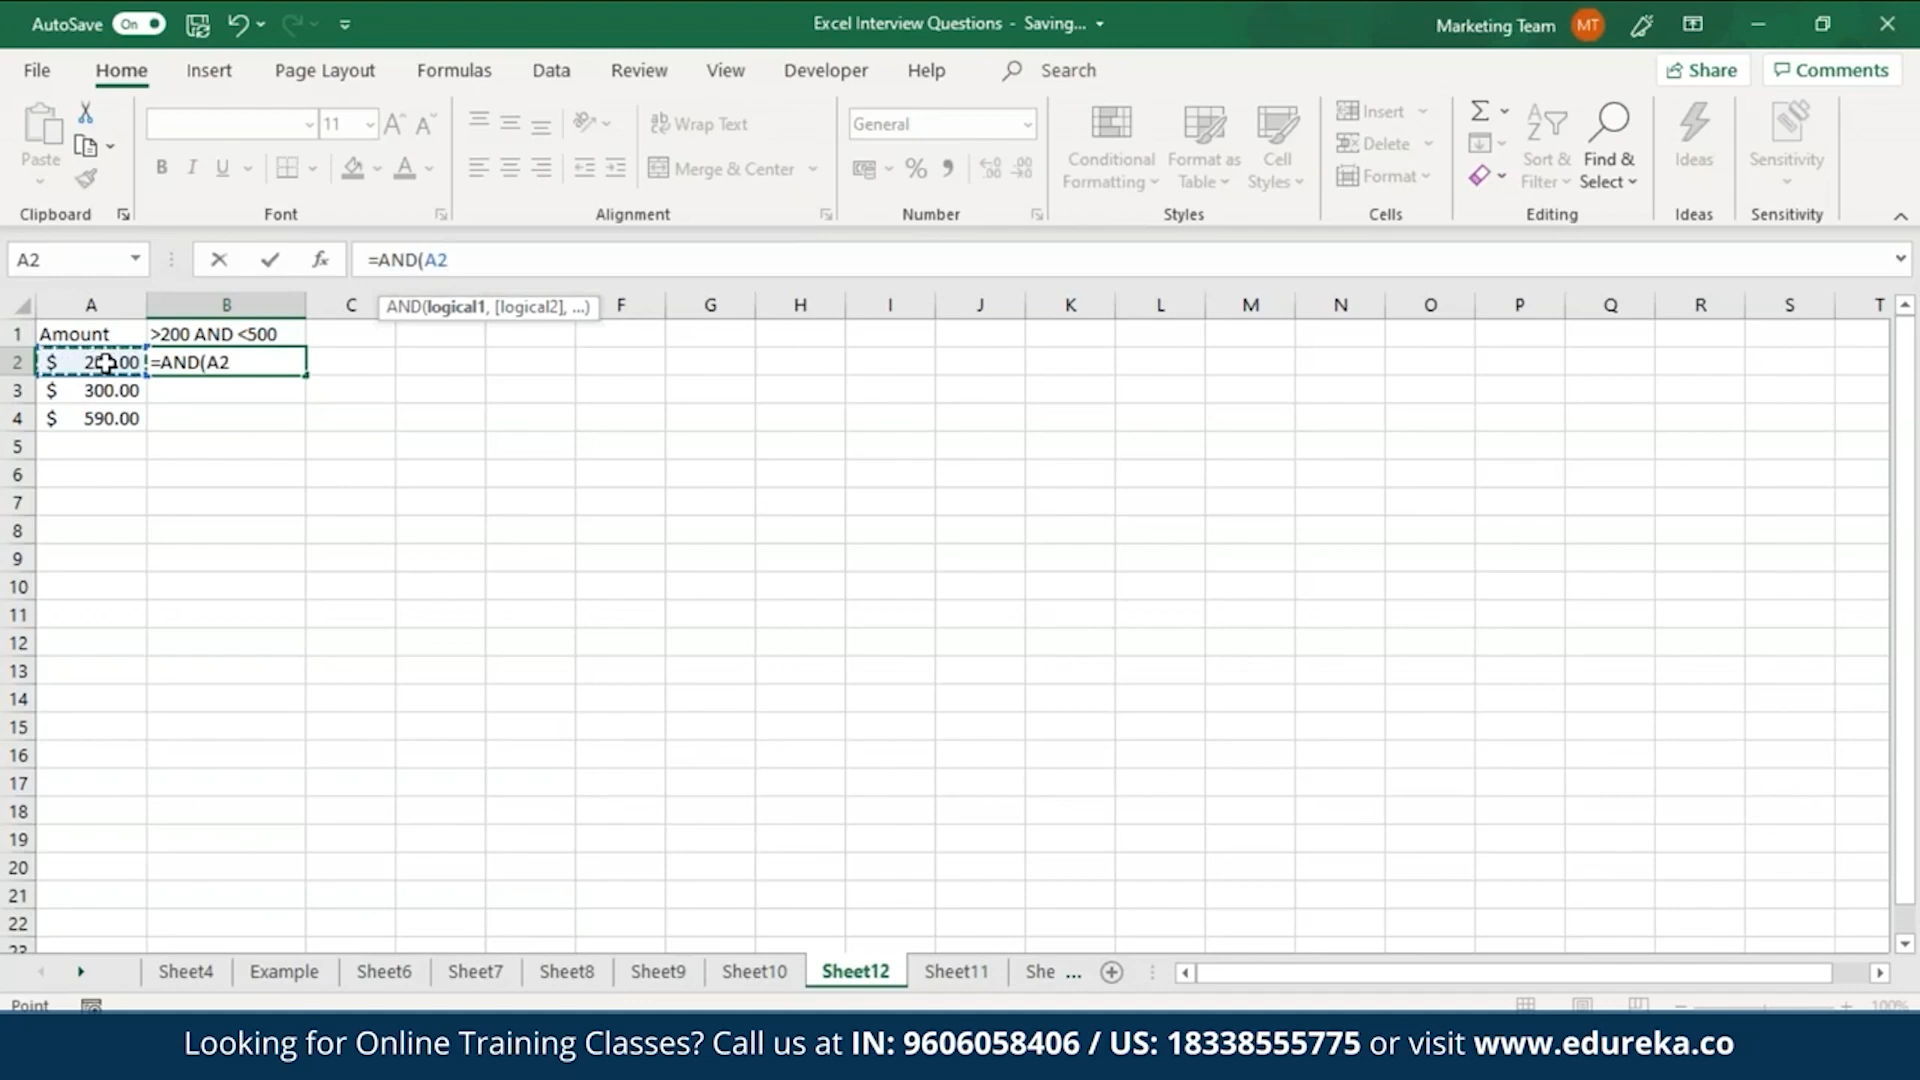 AutoSave On
Excel Interview Questions - Saving...
Marketing Team MT
File Home Insert Page Layout Formulas Data Review View Developer Help Search Share Comments
Paste
Clipboard
11
B I U
Font
Wrap Text
Merge & Center
Alignment
General
Number
Conditional Formatting
Format as Table
Cell Styles
Styles
Insert
Delete
Format
Cells
Sort & Filter
Find & Select
Editing
Ideas
Ideas
Sensitivity
Sensitivity
A2 fx =AND(A2
AND(logical1, [logical2], ...)
A B C F G H I J K L M N O P Q R S T
1 Amount >200 AND <500
2 $ =AND(A2
3 $ 300.00
4 $ 590.00
5
6
7
8
9
10
11
12
13
14
15
16
17
18
19
20
21
22
23
Sheet4 Example Sheet6 Sheet7 Sheet8 Sheet9 Sheet10 Sheet12 Sheet11 She ...
Point 100%
Looking for Online Training Classes? Call us at IN: 9606058406 / US: 18338555775 or visit www.edureka.co